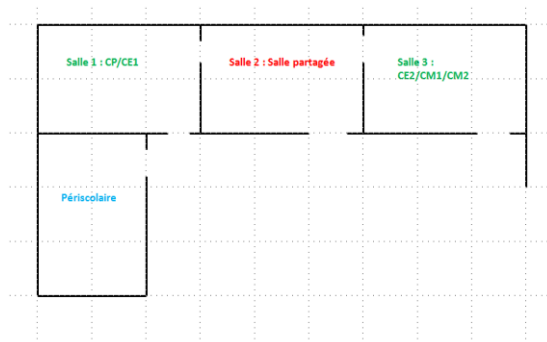 Salle 1 : CP/CE1
Salle 2 : Salle partagée
Salle 3 :
CE2/CM1/CM2
Périscolaire